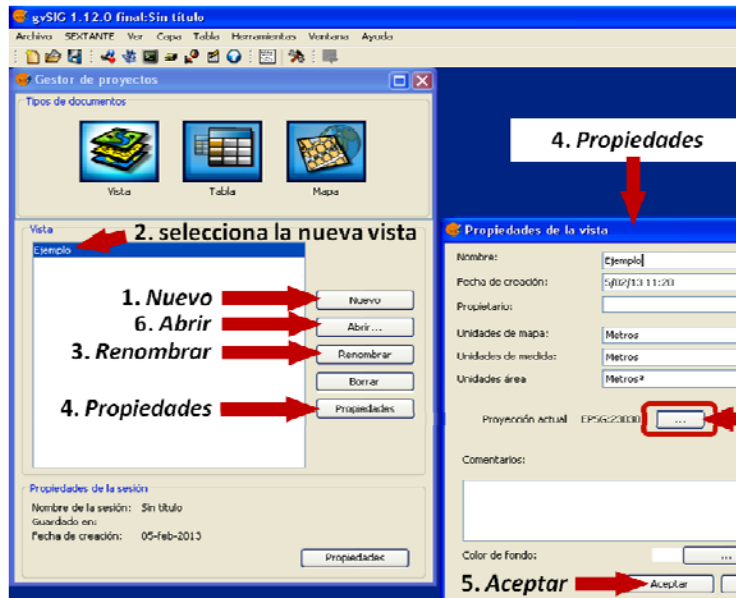 gvSIG 1.12.0 final:Sin título
Archivo SEXTANTE Ver Capa Tabla Herramientas Ventana Ayuda
Gestor de proyectos
Tipos de documentos
Vista Tabla Mapa
Vista
2. selecciona la nueva vista
Ejemplo
1. Nuevo
Nuevo
6. Abrir
Abrir...
3. Renombrar
Renombrar
Borrar
4. Propiedades
Propiedades
Propiedades de la sesión
Nombre de la sesión: Sin título
Guardado en:
Fecha de creación: 05-feb-2013
Propiedades
4. Propiedades
Propiedades de la vista
Nombre: Ejemplo
Fecha de creación: 5/02/13 11:20
Propietario:
Unidades de mapa: Metros
Unidades de medida: Metros
Unidades área Metros²
Proyección actual EPSG:23030 ...
Comentarios:
Color de fondo: ...
5. Aceptar
Aceptar